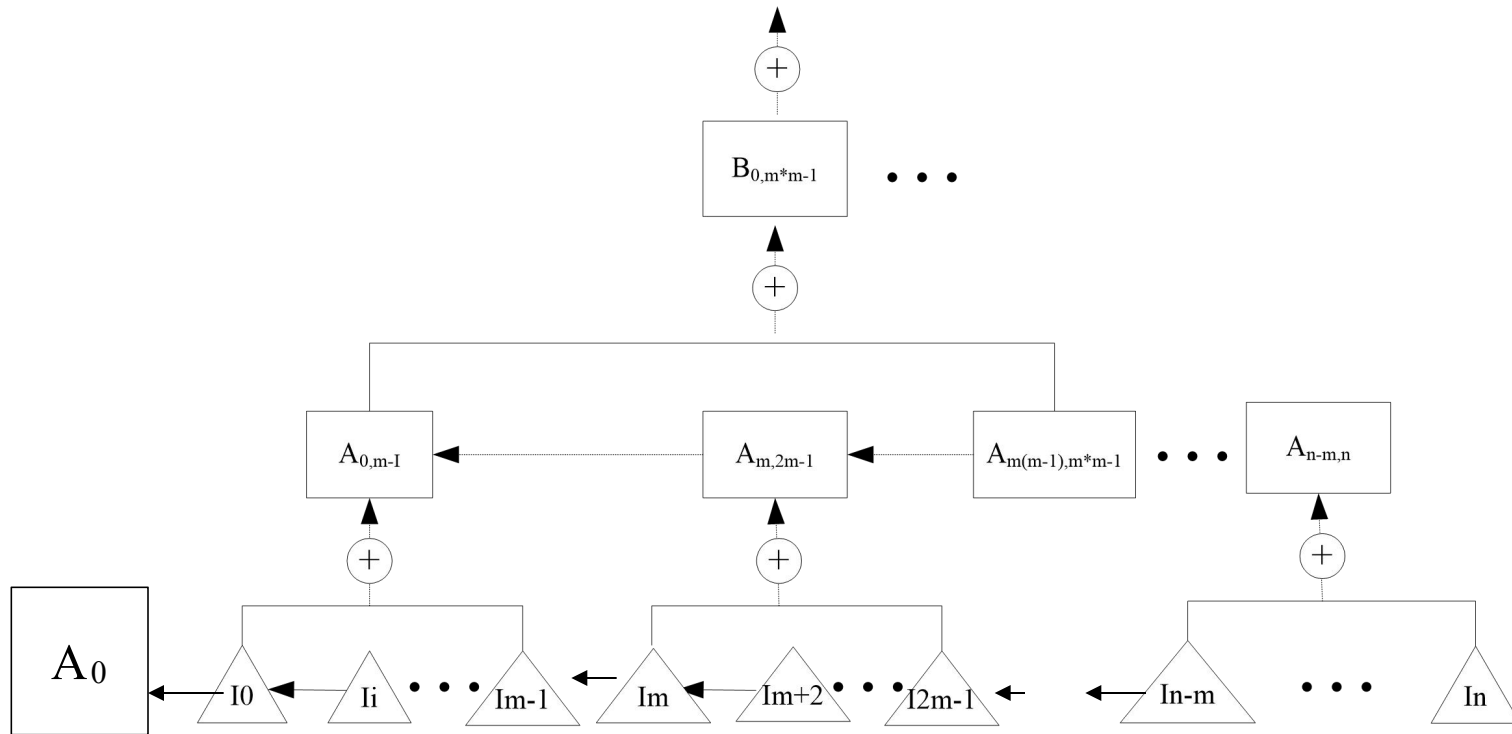 +
B0,m*m-1
• • •
+
A0,m-I
Am,2m-1
Am(m-1),m*m-1
• • •
An-m,n
+
+
+
A0
I0
Ii
• • •
Im-1
Im
Im+2
• • •
I2m-1
In-m
• • •
In